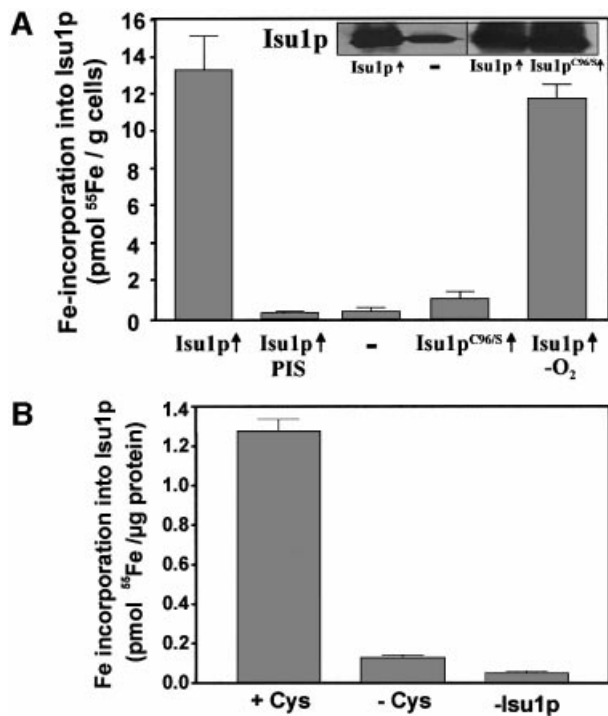 A
Fe-incorporation into Isu1p
(pmol ⁵⁵Fe / g cells)
16
14
12
10
8
6
4
2
0
Isu1p
Isu1p↑
-
Isu1p↑
Isu1pC96/S↑
Isu1p↑
Isu1p↑
PIS
-
Isu1pC96/S↑
Isu1p↑
-O₂
B
Fe incorporation into Isu1p
(pmol ⁵⁵Fe /µg protein)
1.4
1.2
1.0
0.8
0.6
0.4
0.2
0.0
+ Cys
- Cys
-Isu1p